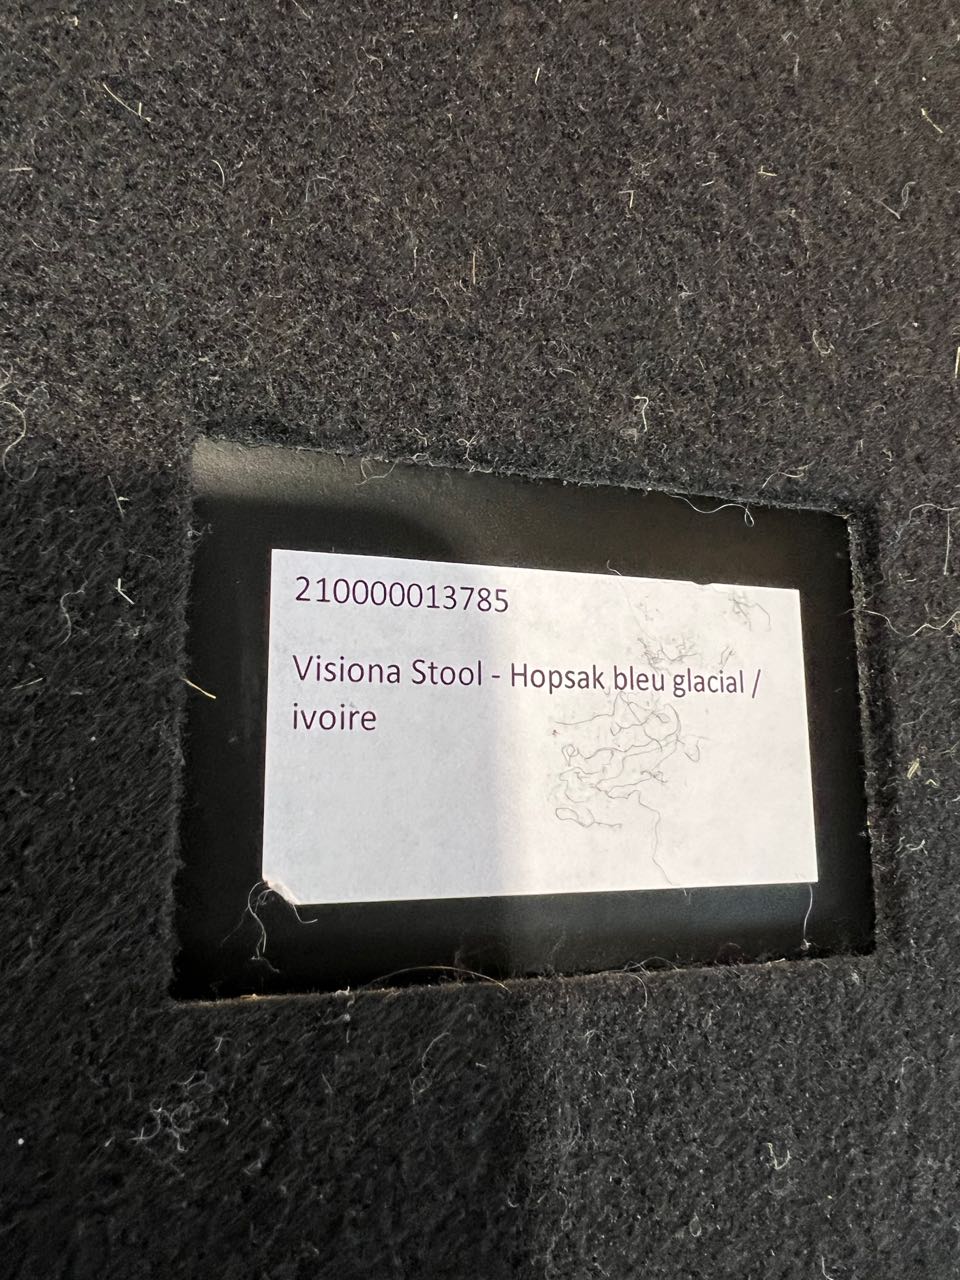 210000013785
Visiona Stool - Hopsak bleu glacial /
ivoire